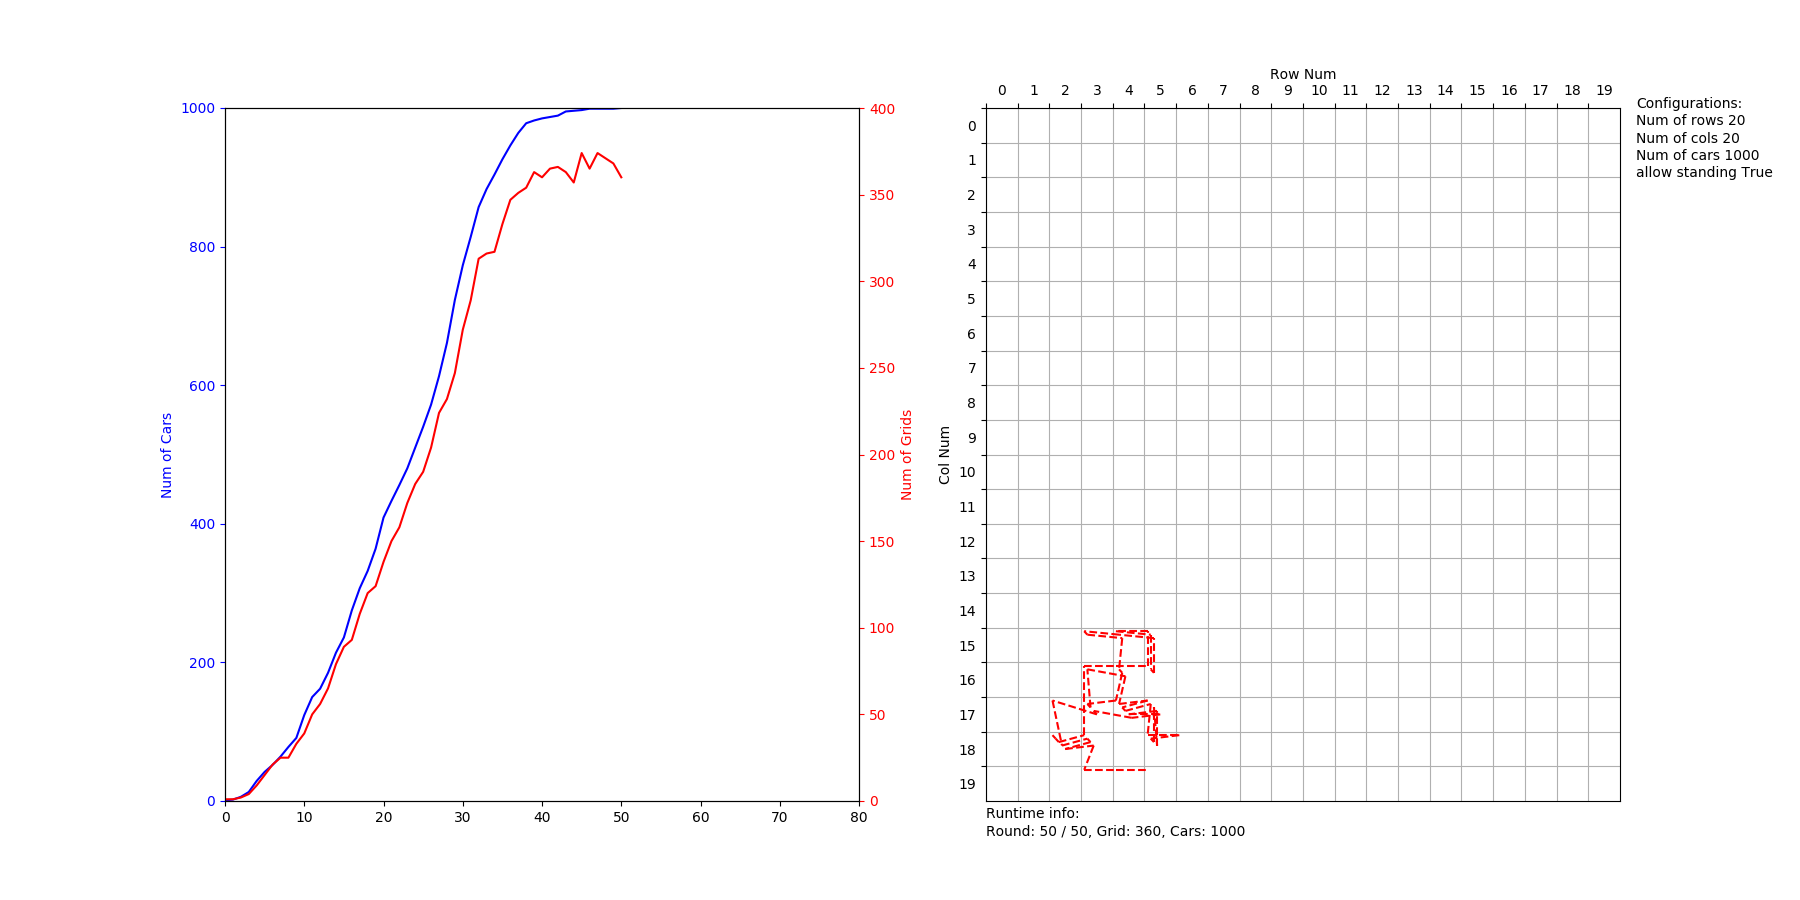 1000
800
600
400
200
0
Num of Cars
0 10 20 30 40 50 60 70 80
400
350
300
250
200
150
100
50
0
Num of Grids
Row Num
0 1 2 3 4 5 6 7 8 9 10 11 12 13 14 15 16 17 18 19
Col Num
0
1
2
3
4
5
6
7
8
9
10
11
12
13
14
15
16
17
18
19
Configurations:
Num of rows 20
Num of cols 20
Num of cars 1000
allow standing True
Runtime info:
Round: 50 / 50, Grid: 360, Cars: 1000